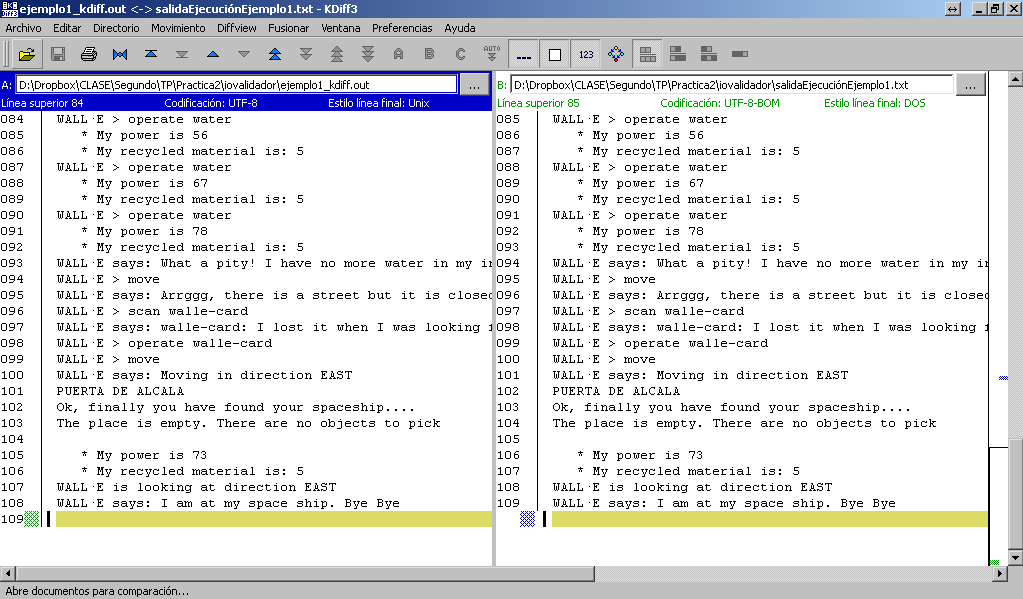 ejemplo1_kdiff.out <-> salidaEjecuciónEjemplo1.txt - KDiff3
Archivo Editar Directorio Movimiento Diffview Fusionar Ventana Preferencias Ayuda
A B C AUTO 123
A: D:\Dropbox\CLASE\Segundo\TP\Practica2\iovalidador\ejemplo1_kdiff.out ...
Línea superior 84 Codificación: UTF-8 Estilo línea final: Unix
084 WALL·E > operate water
085 * My power is 56
086 * My recycled material is: 5
087 WALL·E > operate water
088 * My power is 67
089 * My recycled material is: 5
090 WALL·E > operate water
091 * My power is 78
092 * My recycled material is: 5
093 WALL·E says: What a pity! I have no more water in my in
094 WALL·E > move
095 WALL·E says: Arrggg, there is a street but it is closed
096 WALL·E > scan walle-card
097 WALL·E says: walle-card: I lost it when I was looking
098 WALL·E > operate walle-card
099 WALL·E > move
100 WALL·E says: Moving in direction EAST
101 PUERTA DE ALCALA
102 Ok, finally you have found your spaceship....
103 The place is empty. There are no objects to pick
104
105 * My power is 73
106 * My recycled material is: 5
107 WALL·E is looking at direction EAST
108 WALL·E says: I am at my space ship. Bye Bye
109
B: D:\Dropbox\CLASE\Segundo\TP\Practica2\iovalidador\salidaEjecuciónEjemplo1.txt ...
Línea superior 85 Codificación: UTF-8-BOM Estilo línea final: DOS
085 WALL·E > operate water
086 * My power is 56
087 * My recycled material is: 5
088 WALL·E > operate water
089 * My power is 67
090 * My recycled material is: 5
091 WALL·E > operate water
092 * My power is 78
093 * My recycled material is: 5
094 WALL·E says: What a pity! I have no more water in my in
095 WALL·E > move
096 WALL·E says: Arrggg, there is a street but it is closed
097 WALL·E > scan walle-card
098 WALL·E says: walle-card: I lost it when I was looking
099 WALL·E > operate walle-card
100 WALL·E > move
101 WALL·E says: Moving in direction EAST
102 PUERTA DE ALCALA
103 Ok, finally you have found your spaceship....
104 The place is empty. There are no objects to pick
105
106 * My power is 73
107 * My recycled material is: 5
108 WALL·E is looking at direction EAST
109 WALL·E says: I am at my space ship. Bye Bye
Abre documentos para comparación...